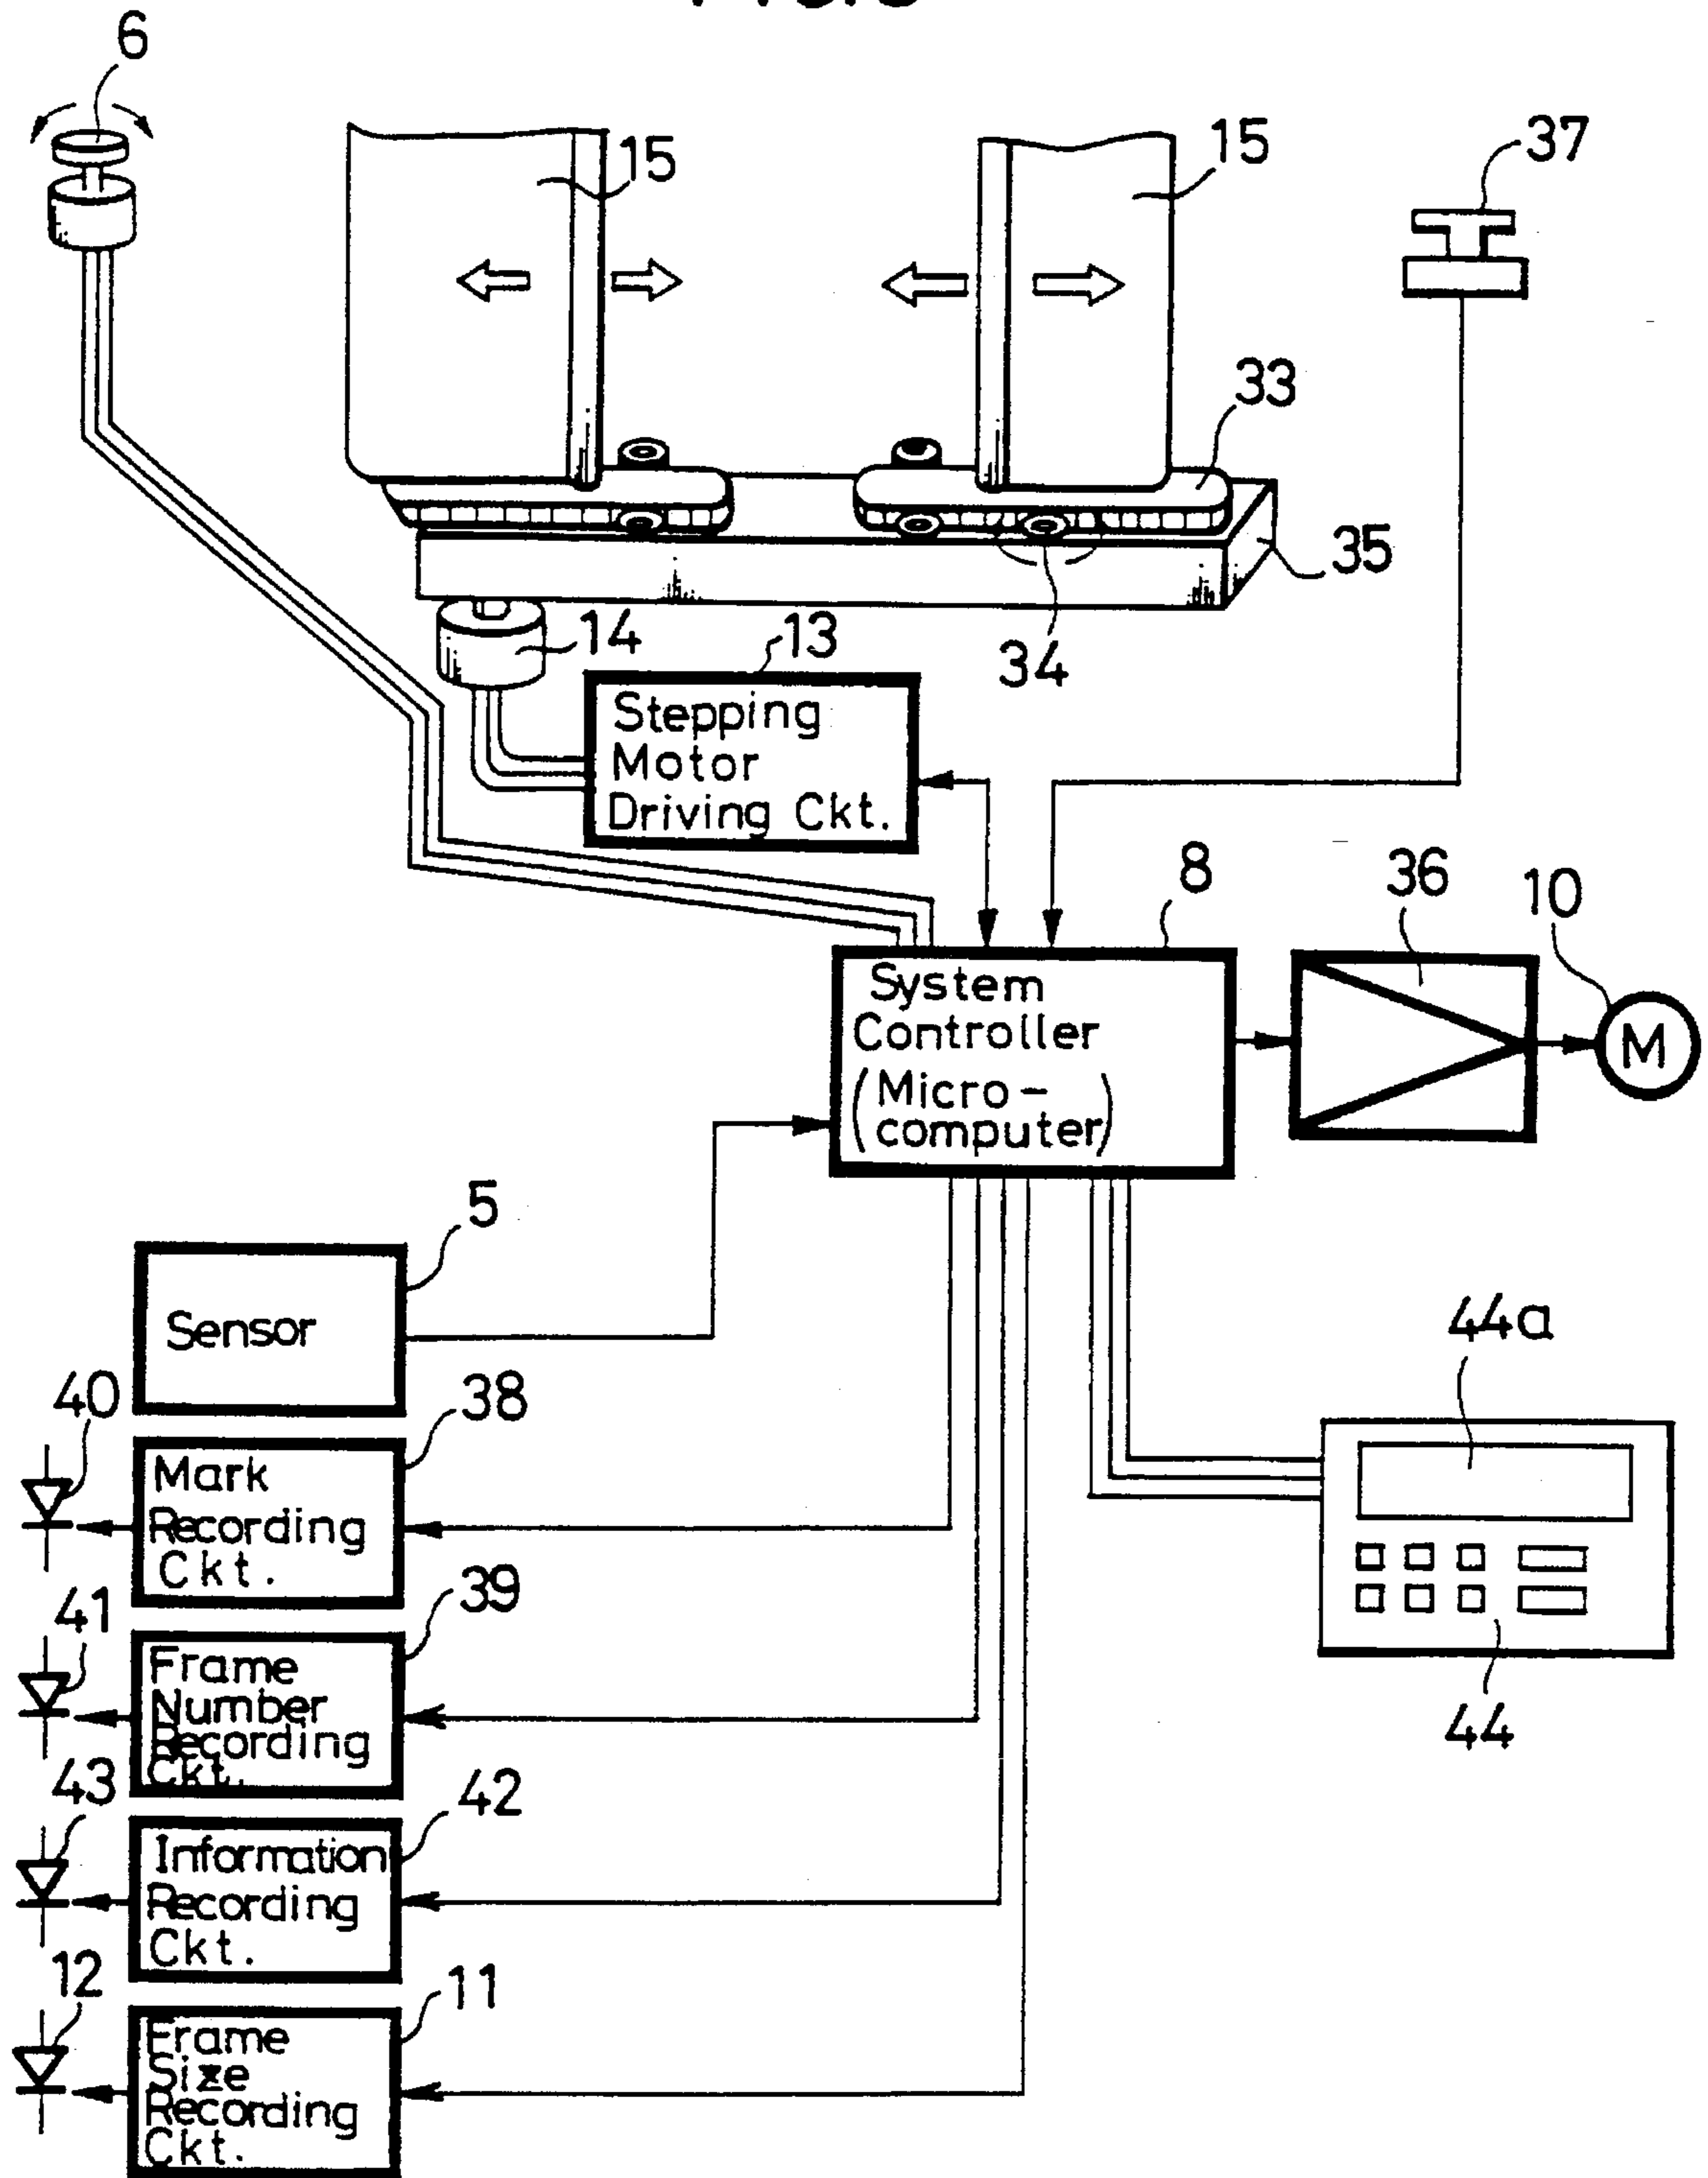 6
15
15
37
33
35
34
14
13
Stepping
Motor
Driving Ckt.
8
36
10
System
Controller
(Micro-
computer)
M
5
Sensor
44a
40
38
Mark
Recording
Ckt.
41
39
Frame
Number
Recording
Ckt.
44
43
42
Information
Recording
Ckt.
12
11
Frame
Size
Recording
Ckt.